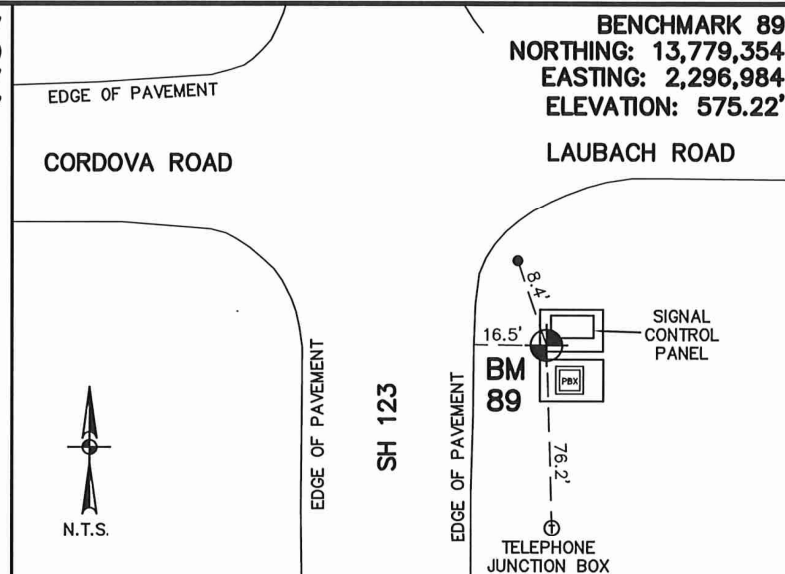 BENCHMARK 89
NORTHING: 13,779,354
EASTING: 2,296,984
ELEVATION: 575.22'
EDGE OF PAVEMENT
CORDOVA ROAD
LAUBACH ROAD
8.4'
16.5'
SIGNAL
CONTROL
PANEL
BM
89
PBX
EDGE OF PAVEMENT
SH 123
EDGE OF PAVEMENT
76.2'
N.T.S.
T
TELEPHONE
JUNCTION BOX